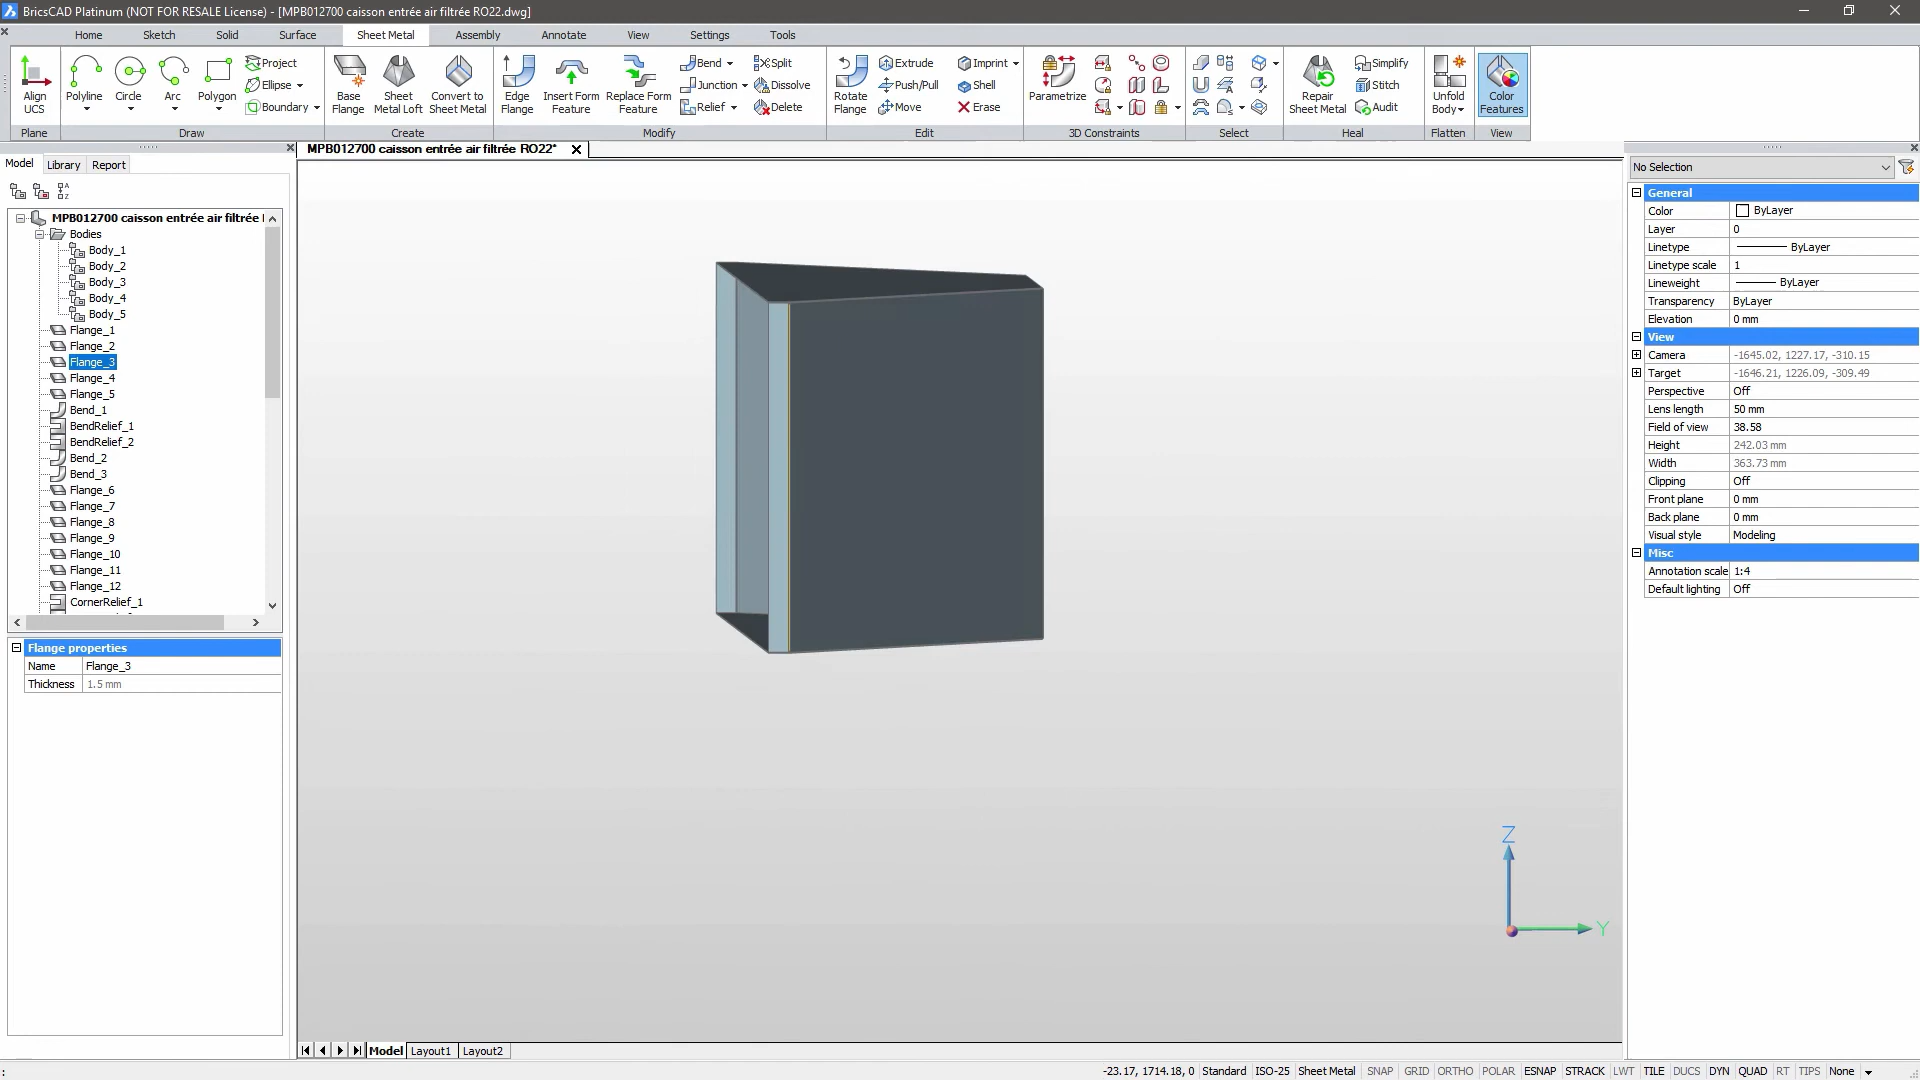 BricsCAD Platinum (NOT FOR RESALE License) - [MPB012700 caisson entrée air filtrée RO22.dwg]
Home Sketch Solid Surface Sheet Metal Assembly Annotate View Settings Tools
Align UCS
Polyline
Circle
Arc
Polygon
Project
Ellipse
Boundary
Base Flange
Sheet Metal Loft
Convert to Sheet Metal
Edge Flange
Insert Form Feature
Replace Form Feature
Bend
Junction
Relief
Split
Dissolve
Delete
Rotate Flange
Extrude
Push/Pull
Move
Imprint
Shell
Erase
Parametrize
Repair Sheet Metal
Simplify
Stitch
Audit
Unfold Body
Color Features
Plane Draw Create Modify Edit 3D Constraints Select Heal Flatten View
Model Library Report
MPB012700 caisson entrée air filtrée RO22*
A
Z
MPB012700 caisson entrée air filtrée
Bodies
Body_1
Body_2
Body_3
Body_4
Body_5
Flange_1
Flange_2
Flange_3
Flange_4
Flange_5
Bend_1
BendRelief_1
BendRelief_2
Bend_2
Bend_3
Flange_6
Flange_7
Flange_8
Flange_9
Flange_10
Flange_11
Flange_12
CornerRelief_1
Flange properties
Name Flange_3
Thickness 1.5 mm
Z
Y
No Selection
General
Color ByLayer
Layer 0
Linetype ByLayer
Linetype scale 1
Lineweight ByLayer
Transparency ByLayer
Elevation 0 mm
View
Camera -1645.02, 1227.17, -310.15
Target -1646.21, 1226.09, -309.49
Perspective Off
Lens length 50 mm
Field of view 38.58
Height 242.03 mm
Width 363.73 mm
Clipping Off
Front plane 0 mm
Back plane 0 mm
Visual style Modeling
Misc
Annotation scale 1:4
Default lighting Off
Model Layout1 Layout2
: -23.17, 1714.18, 0 Standard ISO-25 Sheet Metal SNAP GRID ORTHO POLAR ESNAP STRACK LWT TILE DUCS DYN QUAD RT TIPS None